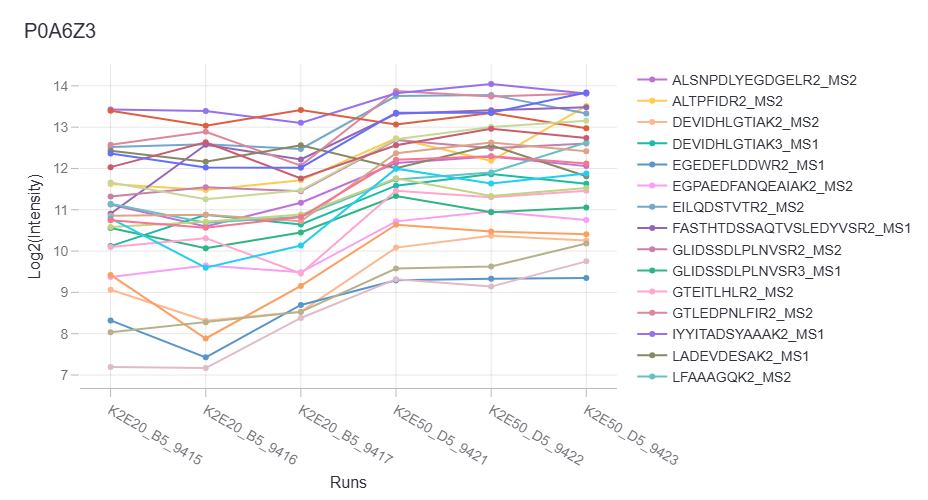 P0A6Z3
Log2(Intensity)
14
13
12
11
10
9
8
7
K2E20_B5_9415
K2E20_B5_9416
K2E20_B5_9417
K2E50_D5_9421
K2E50_D5_9422
K2E50_D5_9423
Runs
ALSNPDLYEGDGELR2_MS2
ALTPFIDR2_MS2
DEVIDHLGTIAK2_MS2
DEVIDHLGTIAK3_MS1
EGEDEFLDDWR2_MS1
EGPAEDFANQEAIAK2_MS2
EILQDSTVTR2_MS2
FASTHTDSSAQTVSLEDYVSR2_MS1
GLIDSSDLPLNVSR2_MS2
GLIDSSDLPLNVSR3_MS1
GTEITLHLR2_MS2
GTLEDPNLFIR2_MS2
IYYITADSYAAAK2_MS1
LADEVDESAK2_MS1
LFAAAGQK2_MS2